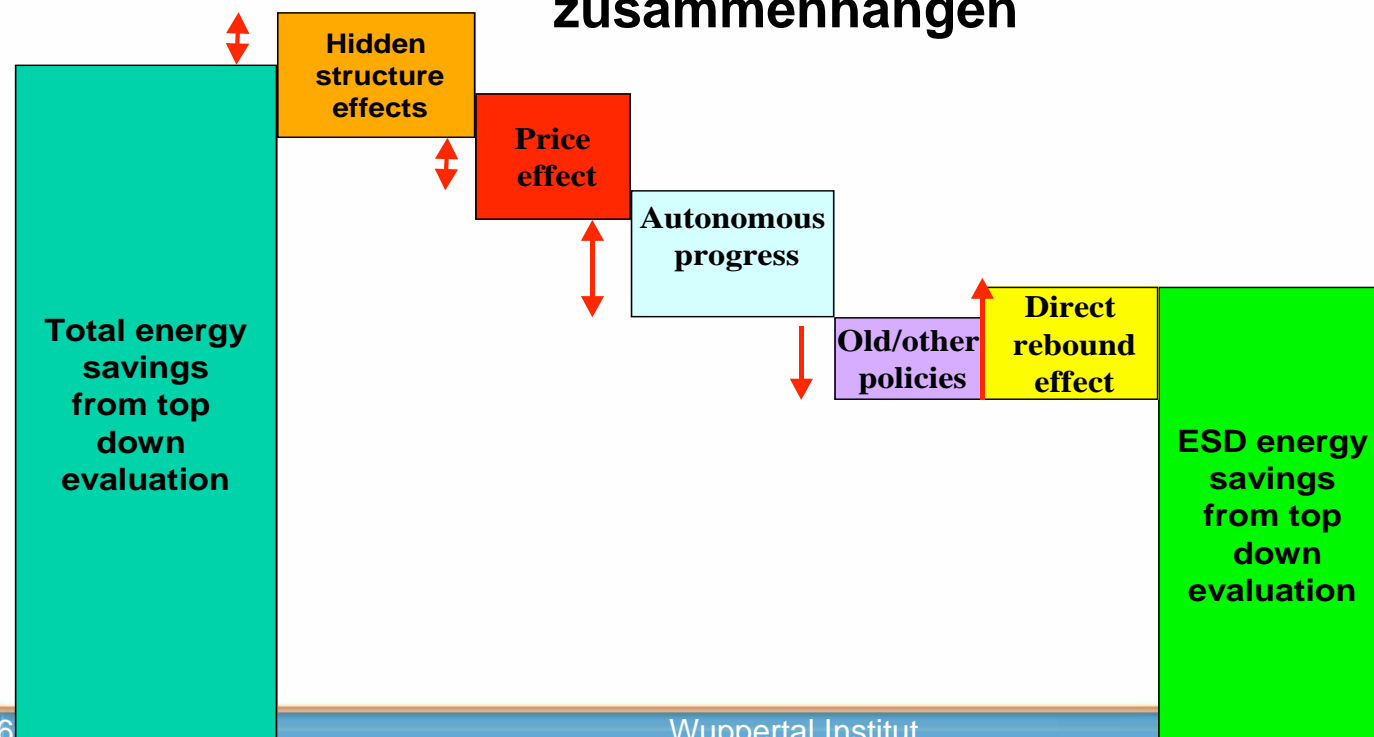 zusammenhängen
Hidden
structure
effects
Price
effect
Autonomous
progress
Old/other
policies
Direct
rebound
effect
Total energy
savings
from top
down
evaluation
ESD energy
savings
from top
down
evaluation
6
Wuppertal Institut